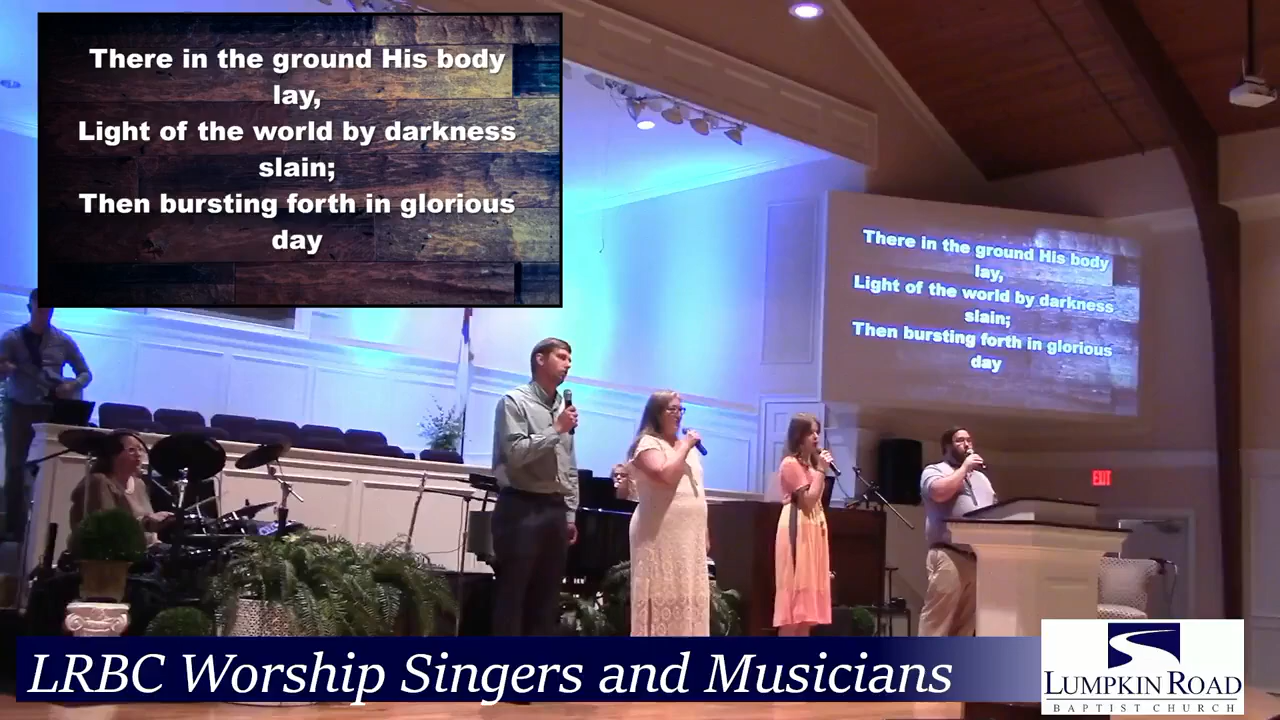 There in the ground His body
lay,
Light of the world by darkness
slain;
Then bursting forth in glorious
day
There in the ground His body
lay,
Light of the world by darkness
slain;
Then bursting forth in glorious
day
EXIT
LRBC Worship Singers and Musicians
LUMPKIN ROAD
BAPTIST CHURCH